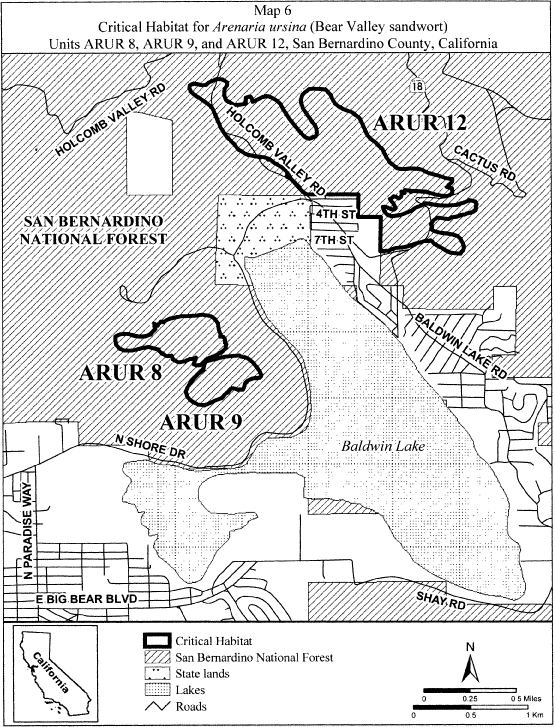 Map 6
Critical Habitat for Arenaria ursina (Bear Valley sandwort)
Units ARUR 8, ARUR 9, and ARUR 12, San Bernardino County, California
18
HOLCOMB VALLEY RD
HOLCOMB VALLEY RD
ARUR 12
CACTUS RD
4TH ST
SAN BERNARDINO
NATIONAL FOREST
7TH ST
BALDWIN LAKE RD
ARUR 8
ARUR 9
N SHORE DR
Baldwin Lake
N PARADISE WAY
E BIG BEAR BLVD
SHAY RD
California
Critical Habitat
San Bernardino National Forest
State lands
Lakes
Roads
N
0 0.25 0.5 Miles
0 0.5 1 Km